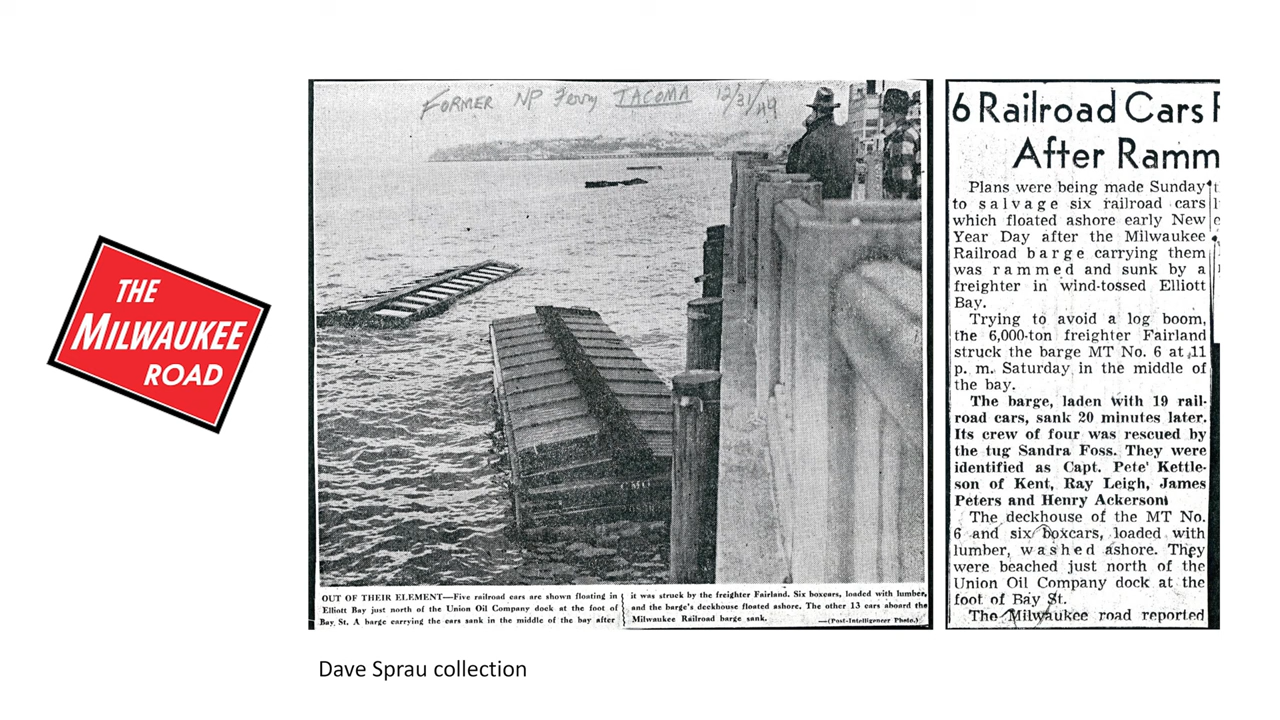 THE
MILWAUKEE
ROAD
FORMER NP Ferry TACOMA 12/31/49
OUT OF THEIR ELEMENT—Five railroad cars are shown floating in
Elliott Bay just north of the Union Oil Company dock at the foot of
Bay St. A barge carrying the cars sank in the middle of the bay after
it was struck by the freighter Fairland. Six boxcars, loaded with lumber,
and the barge's deckhouse floated ashore. The other 13 cars aboard the
Milwaukee Railroad barge sank.
—(Post-Intelligencer Photo.)
6 Railroad Cars F
After Ramm
Plans were being made Sunday
to salvage six railroad cars
which floated ashore early New
Year Day after the Milwaukee
Railroad barge carrying them
was rammed and sunk by a
freighter in wind-tossed Elliott
Bay.
Trying to avoid a log boom,
the 6,000-ton freighter Fairland
struck the barge MT No. 6 at 11
p. m. Saturday in the middle of
the bay.
The barge, laden with 19 rail-
road cars, sank 20 minutes later.
Its crew of four was rescued by
the tug Sandra Foss. They were
identified as Capt. Pete' Kettle-
son of Kent, Ray Leigh, James
Peters and Henry Ackerson.
The deckhouse of the MT No.
6 and six boxcars, loaded with
lumber, washed ashore. They
were beached just north of the
Union Oil Company dock at the
foot of Bay St.
The Milwaukee road reported
Dave Sprau collection